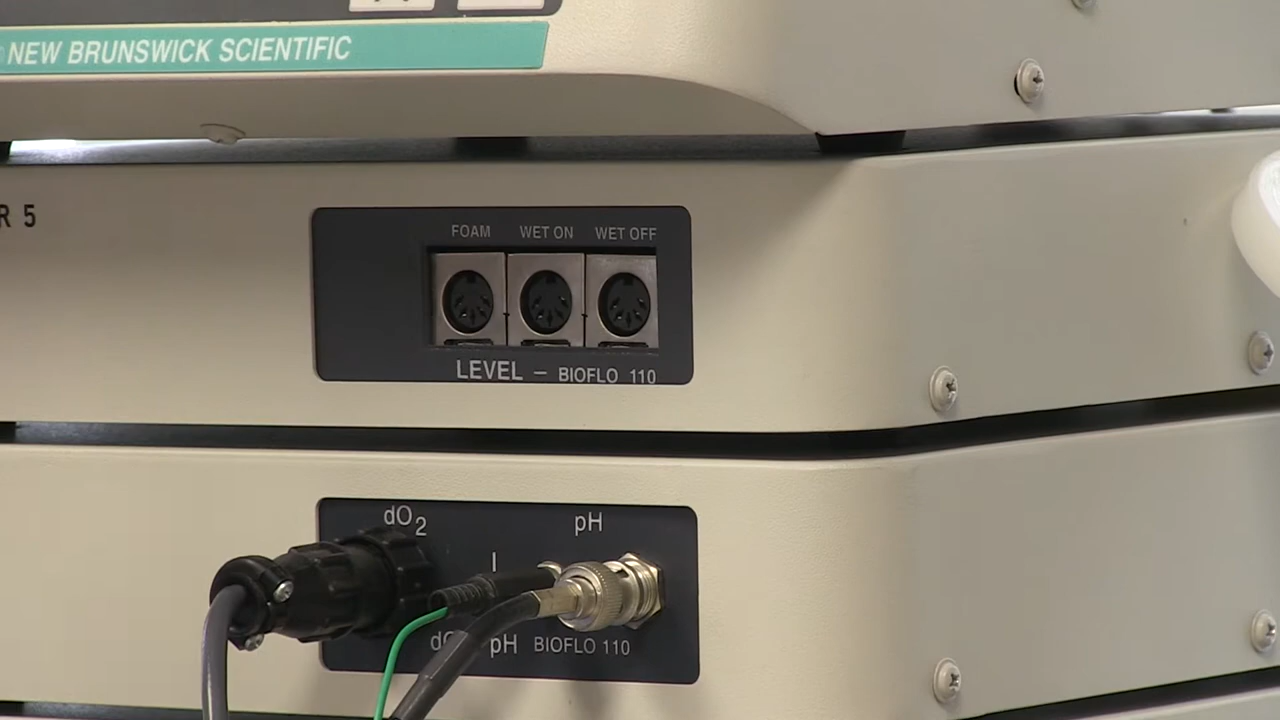 NEW BRUNSWICK SCIENTIFIC
R 5
FOAM WET ON WET OFF
LEVEL – BIOFLO 110
dO2 pH
pH BIOFLO 110